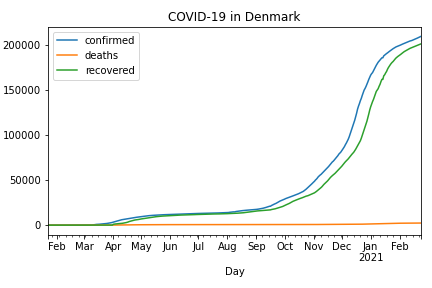 COVID-19 in Denmark
confirmed
deaths
recovered
200000
150000
100000
50000
0
Feb Mar Apr May Jun Jul Aug Sep Oct Nov Dec Jan Feb
2021
Day